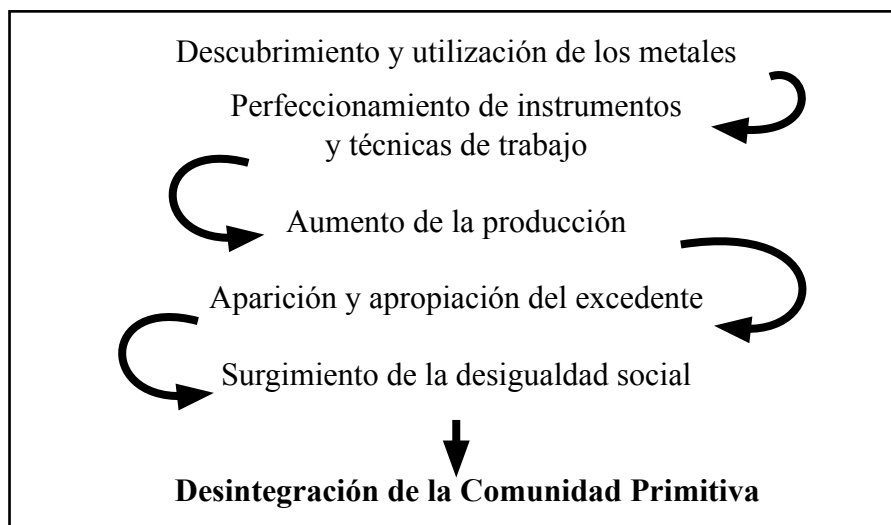 Descubrimiento y utilización de los metales
Perfeccionamiento de instrumentos
y técnicas de trabajo
Aumento de la producción
Aparición y apropiación del excedente
Surgimiento de la desigualdad social
Desintegración de la Comunidad Primitiva